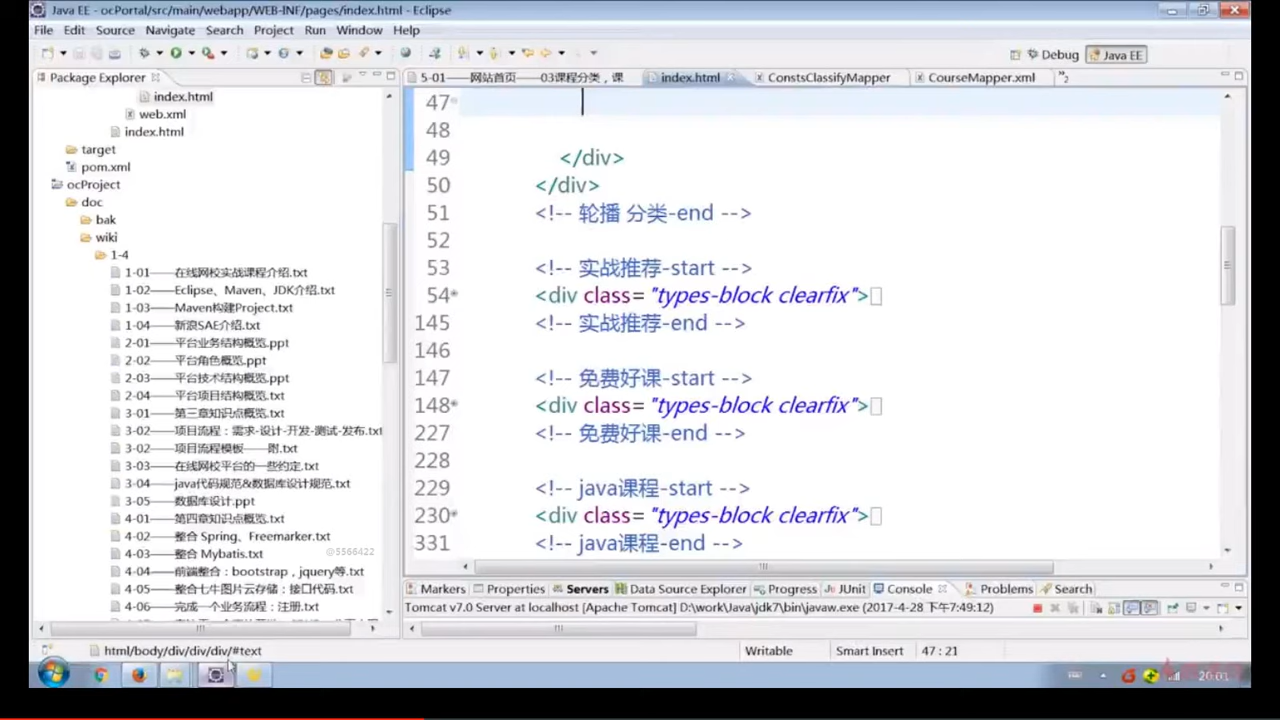 Java EE - ocPortal/src/main/webapp/WEB-INF/pages/index.html - Eclipse
File Edit Source Navigate Search Project Run Window Help
Debug Java EE
Package Explorer
5-01——网站首页——03课程分类，课 index.html ConstsClassifyMapper CourseMapper.xml
index.html
web.xml
index.html
target
pom.xml
ocProject
doc
bak
wiki
1-4
1-01——在线网校实战课程介绍.txt
1-02——Eclipse、Maven、JDK介绍.txt
1-03——Maven构建Project.txt
1-04——新浪SAE介绍.txt
2-01——平台业务结构概览.ppt
2-02——平台角色概览.ppt
2-03——平台技术结构概览.ppt
2-04——平台项目结构概览.txt
3-01——第三章知识点概览.txt
3-02——项目流程：需求-设计-开发-测试-发布.txt
3-02——项目流程模板——附.txt
3-03——在线网校平台的一些约定.txt
3-04——java代码规范&数据库设计规范.txt
3-05——数据库设计.ppt
4-01——第四章知识点概览.txt
4-02——整合 Spring、Freemarker.txt
4-03——整合 Mybatis.txt
4-04——前端整合：bootstrap，jquery等.txt
4-05——整合七牛图片云存储：接口代码.txt
4-06——完成一个业务流程：注册.txt
@5566422
47
48
49 </div>
50 </div>
51 <!-- 轮播 分类-end -->
52
53 <!-- 实战推荐-start -->
54 <div class="types-block clearfix">
145 <!-- 实战推荐-end -->
146
147 <!-- 免费好课-start -->
148 <div class="types-block clearfix">
227 <!-- 免费好课-end -->
228
229 <!-- java课程-start -->
230 <div class="types-block clearfix">
331 <!-- java课程-end -->
Markers Properties Servers Data Source Explorer Progress JUnit Console Problems Search
Tomcat v7.0 Server at localhost [Apache Tomcat] D:\work\Java\jdk7\bin\javaw.exe (2017-4-28 下午7:49:12)
html/body/div/div/div/#text Writable Smart Insert 47 : 21
20:01